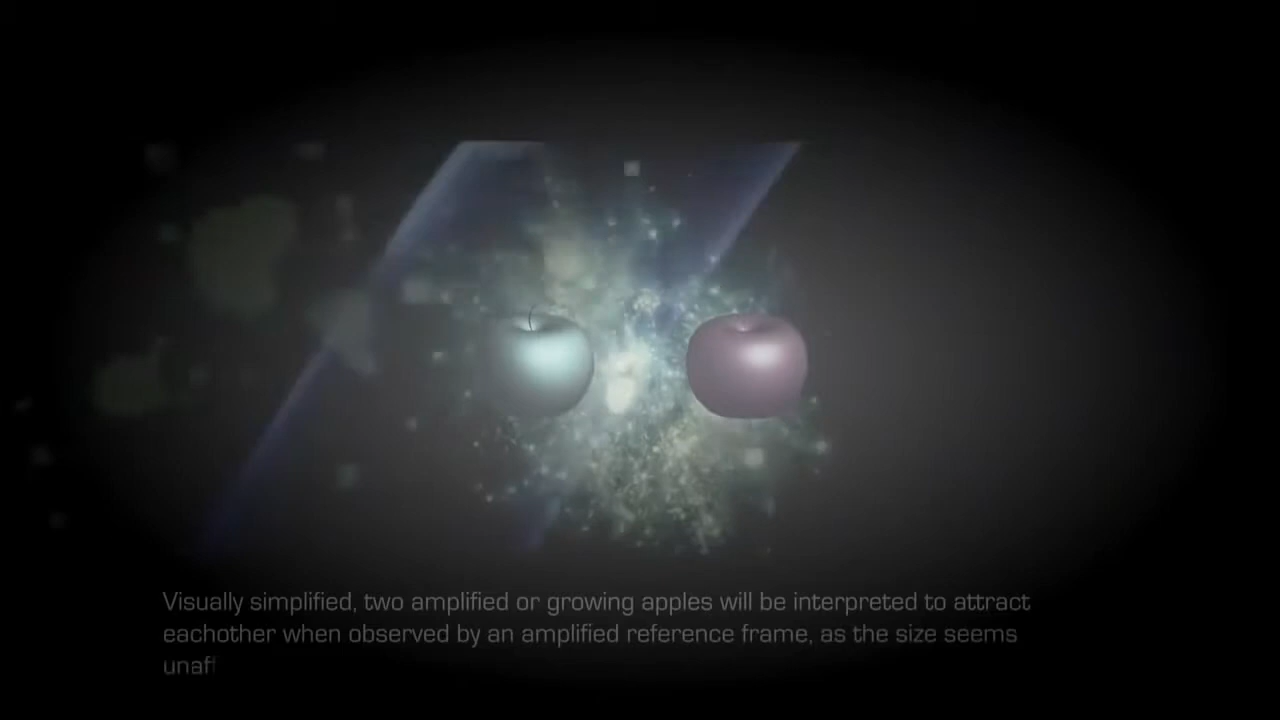 Visually simplified, two amplified or growing apples will be interpreted to attract
eachother when observed by an amplified reference frame, as the size seems
unaff